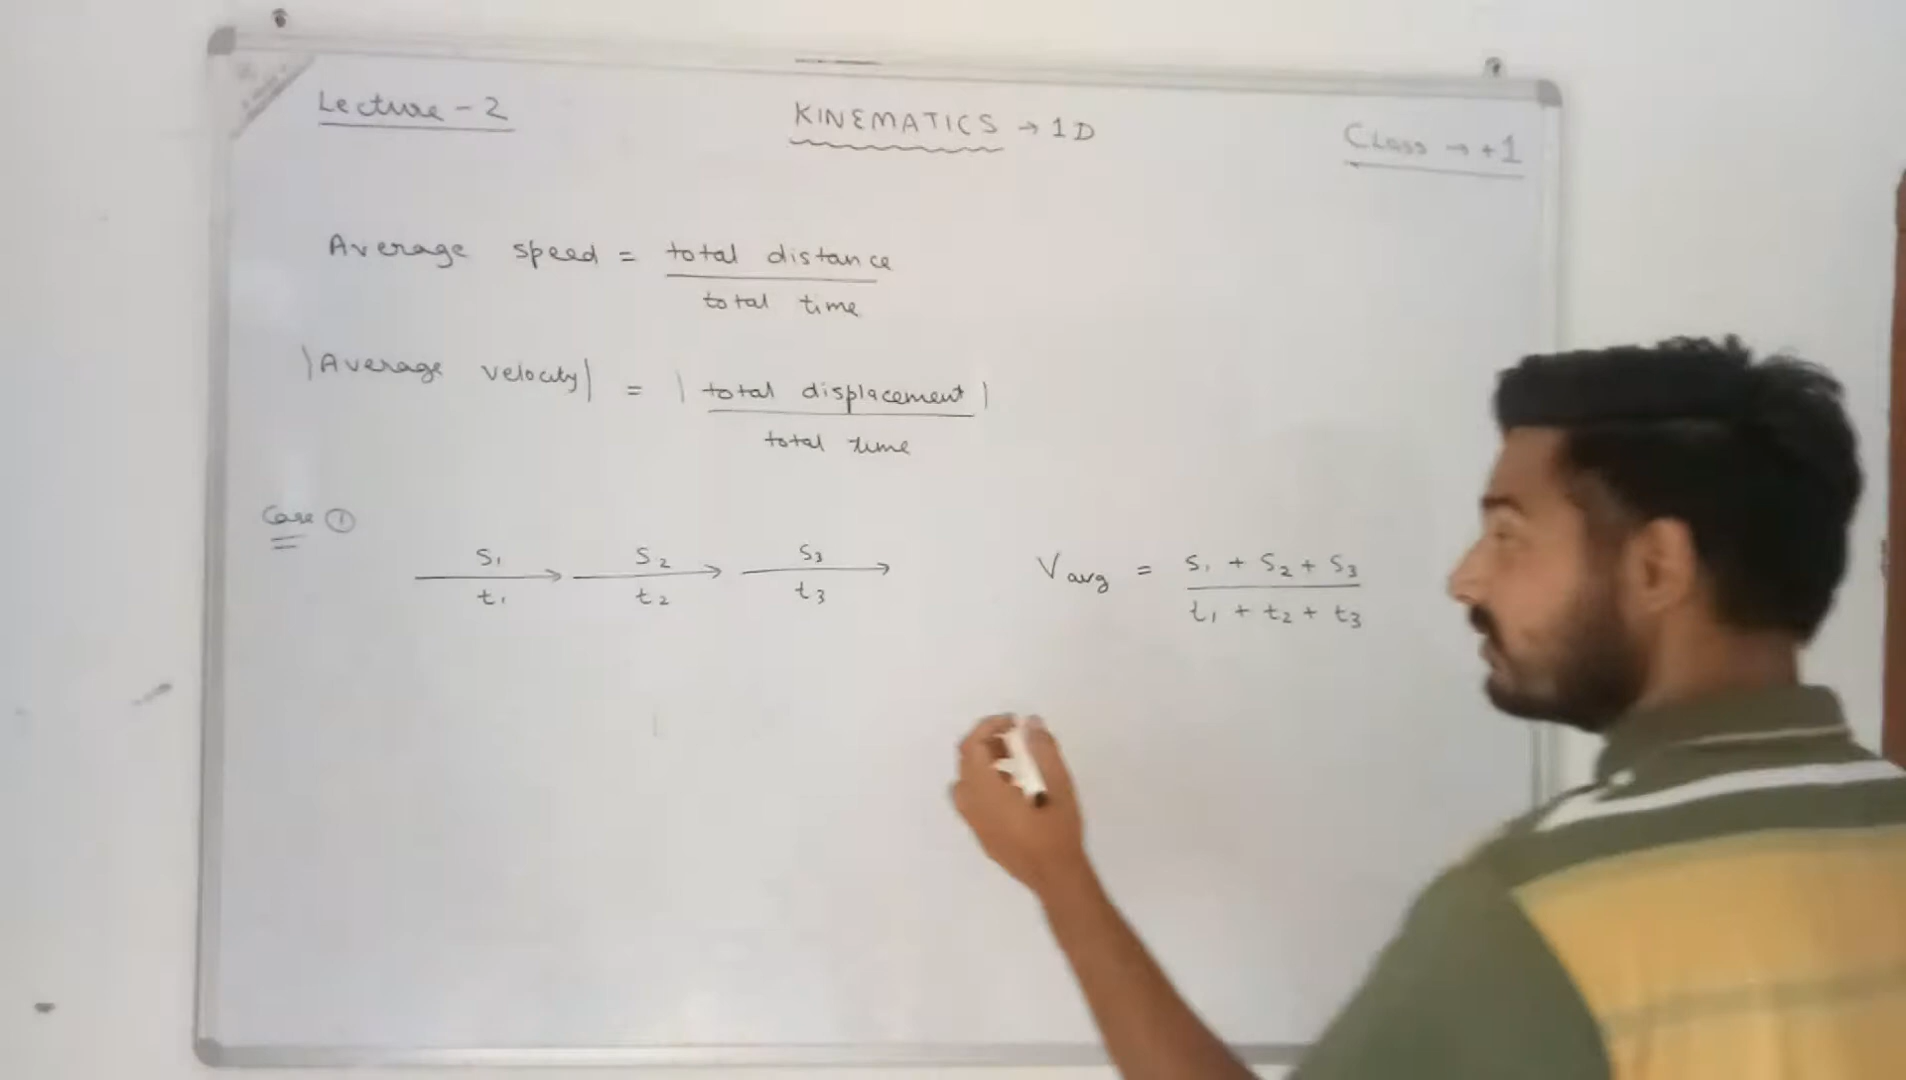 Lecture - 2
KINEMATICS → 1D
Class → +1
Average speed = total distance
total time
|Average velocity| = | total displacement |
total time
Case ①
S₁ S₂ S₃
t₁ t₂ t₃
Vavg = S₁ + S₂ + S₃
t₁ + t₂ + t₃